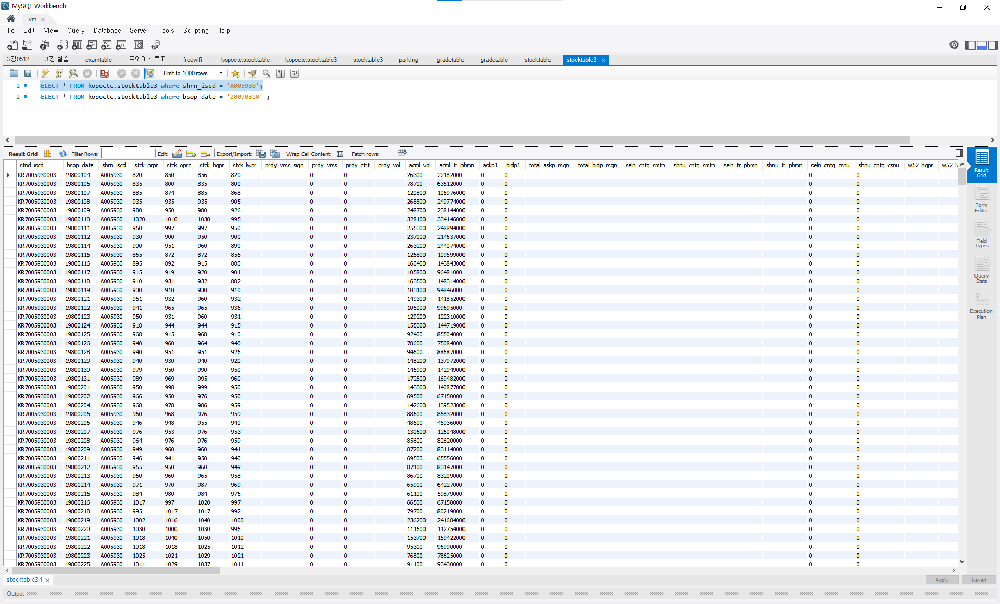 MySQL Workbench
vm
File Edit View Query Database Server Tools Scripting Help
3강0512 3강 실습 examtable 트와이스투표 freewifi kopoctc.stocktable kopoctc.stocktable3 stocktable3 parking gradetable gradetable stocktable stocktable3
Limit to 1000 rows
1 SELECT * FROM kopoctc.stocktable3 where shrn_iscd = 'A005930';
2 SELECT * FROM kopoctc.stocktable3 where bsop_date = '20090310' ;
Result Grid Filter Rows: Edit: Export/Import: Wrap Cell Content: IA Fetch rows:
stnd_iscd bsop_date shrn_iscd stck_prpr stck_oprc stck_hgpr stck_lwpr prdy_vrss_sign prdy_vrss prdy_ctrt prdy_vol acml_vol acml_tr_pbmn askp1 bidp1 total_askp_rsqn total_bidp_rsqn seln_cntg_smtn shnu_cntg_smtn seln_tr_pbmn shnu_tr_pbmn seln_cntg_csnu shnu_cntg_csnu w52_hgpr
KR7005930003 19800104 A005930 820 850 856 820 0 0 26300 22182000 0 0 0 0
KR7005930003 19800105 A005930 835 800 835 800 0 0 78700 63512000 0 0 0 0
KR7005930003 19800107 A005930 885 874 885 868 0 0 120800 105976000 0 0 0 0
KR7005930003 19800108 A005930 935 935 935 905 0 0 268800 249774000 0 0 0 0
KR7005930003 19800109 A005930 980 950 980 926 0 0 248700 238144000 0 0 0 0
KR7005930003 19800110 A005930 1020 1010 1030 995 0 0 328100 334146000 0 0 0 0
KR7005930003 19800111 A005930 950 997 997 950 0 0 255300 248894000 0 0 0 0
KR7005930003 19800112 A005930 930 900 950 900 0 0 237000 214637000 0 0 0 0
KR7005930003 19800114 A005930 900 951 960 890 0 0 263200 244074000 0 0 0 0
KR7005930003 19800115 A005930 865 872 872 855 0 0 126800 109599000 0 0 0 0
KR7005930003 19800116 A005930 895 892 915 880 0 0 160400 143843000 0 0 0 0
KR7005930003 19800117 A005930 915 919 920 901 0 0 105800 96481000 0 0 0 0
KR7005930003 19800118 A005930 910 931 932 882 0 0 163500 148314000 0 0 0 0
KR7005930003 19800119 A005930 930 910 930 910 0 0 103100 94846000 0 0 0 0
KR7005930003 19800121 A005930 951 932 960 932 0 0 149300 141852000 0 0 0 0
KR7005930003 19800122 A005930 941 965 965 935 0 0 105000 99695000 0 0 0 0
KR7005930003 19800123 A005930 950 931 960 931 0 0 129200 122310000 0 0 0 0
KR7005930003 19800124 A005930 918 944 944 915 0 0 155300 144719000 0 0 0 0
KR7005930003 19800125 A005930 968 915 968 910 0 0 92400 85504000 0 0 0 0
KR7005930003 19800126 A005930 940 960 964 940 0 0 78600 75084000 0 0 0 0
KR7005930003 19800128 A005930 940 951 951 926 0 0 94600 88687000 0 0 0 0
KR7005930003 19800129 A005930 940 930 940 920 0 0 148200 137972000 0 0 0 0
KR7005930003 19800130 A005930 979 950 990 950 0 0 145900 142949000 0 0 0 0
KR7005930003 19800131 A005930 989 969 995 960 0 0 172800 169482000 0 0 0 0
KR7005930003 19800201 A005930 950 998 999 950 0 0 143300 140877000 0 0 0 0
KR7005930003 19800202 A005930 966 950 976 950 0 0 69500 67150000 0 0 0 0
KR7005930003 19800204 A005930 968 978 986 959 0 0 142600 139523000 0 0 0 0
KR7005930003 19800205 A005930 960 968 976 959 0 0 88600 85832000 0 0 0 0
KR7005930003 19800206 A005930 946 948 955 940 0 0 48500 45936000 0 0 0 0
KR7005930003 19800207 A005930 976 953 976 953 0 0 130600 126048000 0 0 0 0
KR7005930003 19800208 A005930 964 976 976 959 0 0 85600 82620000 0 0 0 0
KR7005930003 19800209 A005930 949 960 960 941 0 0 87200 83114000 0 0 0 0
KR7005930003 19800211 A005930 946 941 950 940 0 0 69500 65556000 0 0 0 0
KR7005930003 19800212 A005930 955 950 960 949 0 0 87100 83147000 0 0 0 0
KR7005930003 19800213 A005930 960 960 965 958 0 0 86700 83209000 0 0 0 0
KR7005930003 19800214 A005930 971 970 987 969 0 0 65900 64227000 0 0 0 0
KR7005930003 19800215 A005930 984 980 984 976 0 0 61100 59879000 0 0 0 0
KR7005930003 19800216 A005930 1017 997 1020 997 0 0 66500 67150000 0 0 0 0
KR7005930003 19800218 A005930 995 1017 1017 992 0 0 79700 80219000 0 0 0 0
KR7005930003 19800219 A005930 1002 1016 1040 1000 0 0 236200 241684000 0 0 0 0
KR7005930003 19800220 A005930 1030 1000 1030 996 0 0 111600 112754000 0 0 0 0
KR7005930003 19800221 A005930 1018 1040 1050 1010 0 0 153700 159422000 0 0 0 0
KR7005930003 19800222 A005930 1018 1018 1025 1012 0 0 95300 96990000 0 0 0 0
KR7005930003 19800223 A005930 1025 1021 1029 1021 0 0 76800 78625000 0 0 0 0
KR7005930003 19800225 A005930 1011 1029 1037 1011 0 0 91100 93430000 0 0 0 0
Result
Grid
Form
Editor
Field
Types
Query
Stats
Execution
Plan
stocktable3 4
Apply Revert
Output